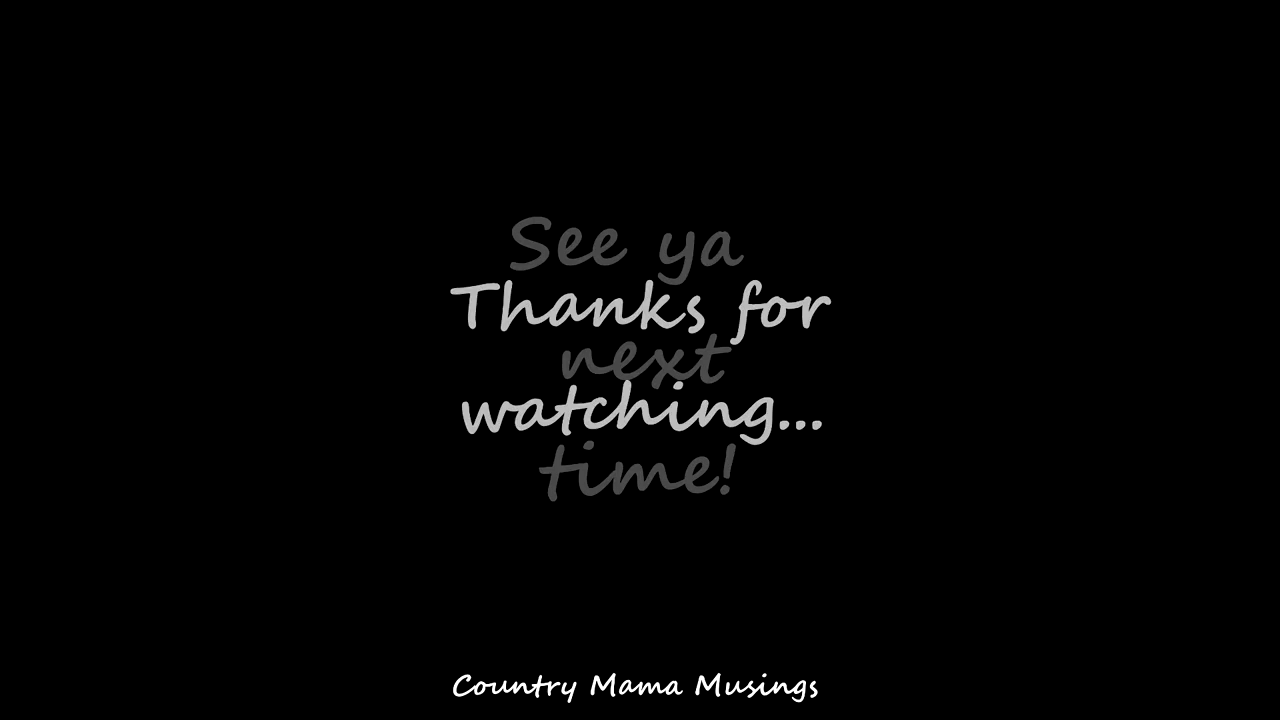 See ya
Thanks for
next
watching...
time!
Country Mama Musings